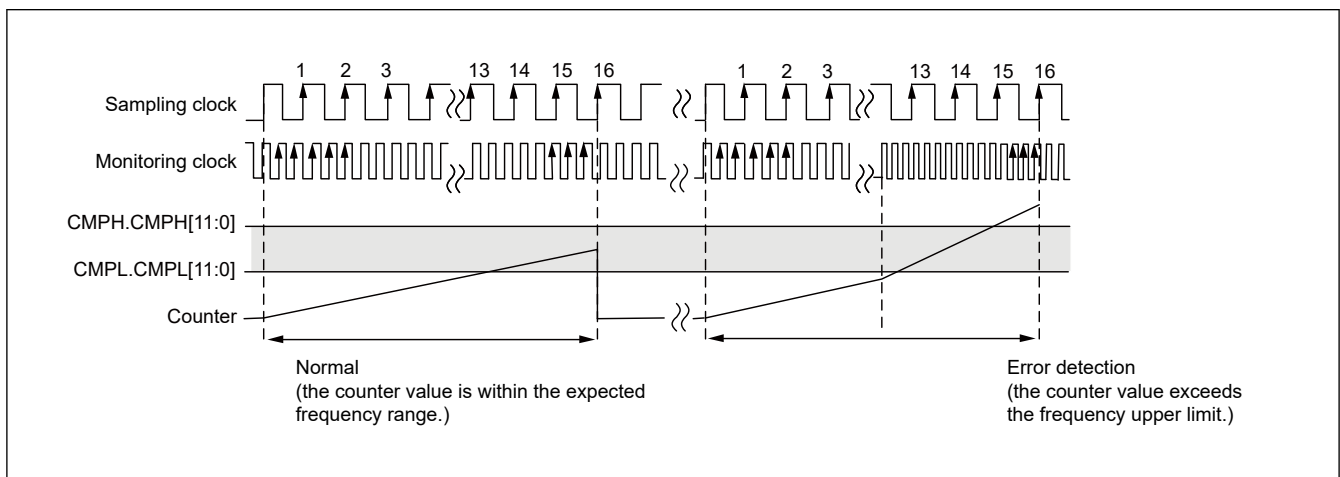 1 2 3 13 14 15 16 1 2 3 13 14 15 16
Sampling clock
Monitoring clock
CMPH.CMPH[11:0]
CMPL.CMPL[11:0]
Counter
Normal
(the counter value is within the expected
frequency range.)
Error detection
(the counter value exceeds
the frequency upper limit.)